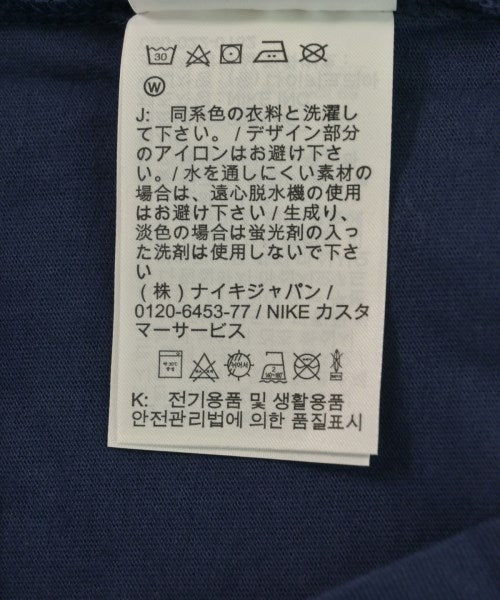 30
W
J: 同系色の衣料と洗濯し
て下さい。/ デザイン部分
のアイロンはお避け下さ
い。/ 水を通しにくい素材の
場合は、遠心脱水機の使用
はお避け下さい / 生成り、
淡色の場合は蛍光剤の入っ
た洗剤は使用しないで下さ
い
(株) ナイキジャパン /
0120-6453-77 / NIKE カスタ
マーサービス
K: 전기용품 및 생활용품
안전관리법에 의한 품질표시